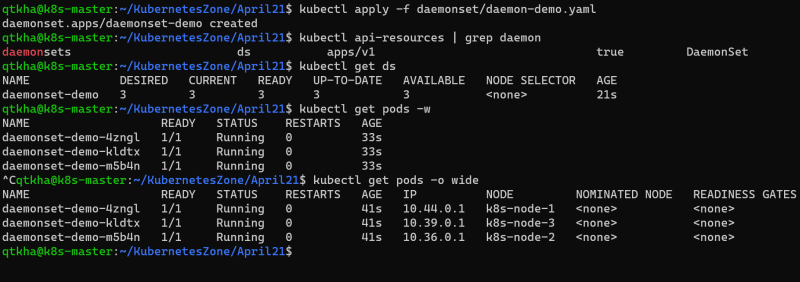 qtkha@k8s-master:~/KubernetesZone/April21$ kubectl apply -f daemonset/daemon-demo.yaml
daemonset.apps/daemonset-demo created
qtkha@k8s-master:~/KubernetesZone/April21$ kubectl api-resources | grep daemon
daemonsets ds apps/v1 true DaemonSet
qtkha@k8s-master:~/KubernetesZone/April21$ kubectl get ds
NAME DESIRED CURRENT READY UP-TO-DATE AVAILABLE NODE SELECTOR AGE
daemonset-demo 3 3 3 3 3 <none> 21s
qtkha@k8s-master:~/KubernetesZone/April21$ kubectl get pods -w
NAME READY STATUS RESTARTS AGE
daemonset-demo-4zngl 1/1 Running 0 33s
daemonset-demo-kldtx 1/1 Running 0 33s
daemonset-demo-m5b4n 1/1 Running 0 33s
^Cqtkha@k8s-master:~/KubernetesZone/April21$ kubectl get pods -o wide
NAME READY STATUS RESTARTS AGE IP NODE NOMINATED NODE READINESS GATES
daemonset-demo-4zngl 1/1 Running 0 41s 10.44.0.1 k8s-node-1 <none> <none>
daemonset-demo-kldtx 1/1 Running 0 41s 10.39.0.1 k8s-node-3 <none> <none>
daemonset-demo-m5b4n 1/1 Running 0 41s 10.36.0.1 k8s-node-2 <none> <none>
qtkha@k8s-master:~/KubernetesZone/April21$